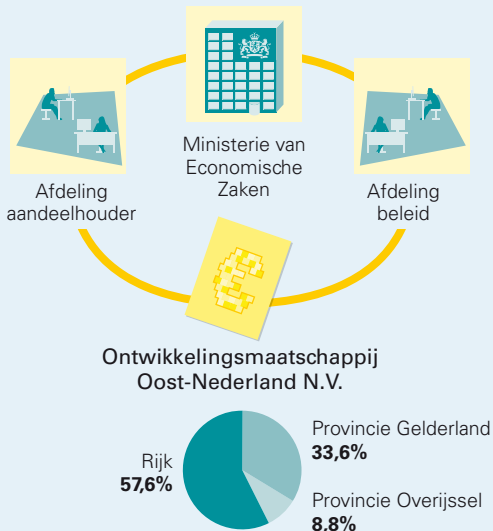 Ministerie van
Economische
Zaken
Afdeling
aandeelhouder
Afdeling
beleid
Ontwikkelingsmaatschappij
Oost-Nederland N.V.
Rijk
57,6%
Provincie Gelderland
33,6%
Provincie Overijssel
8,8%